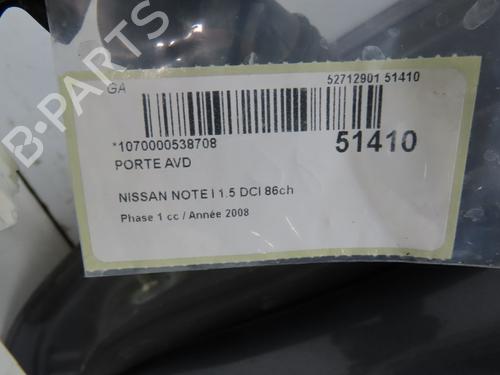 GA
52712901 51410
*1070000538708
51410
PORTE AVD
NISSAN NOTE I 1.5 DCI 86ch
Phase 1 cc / Année 2008
B-PARTS